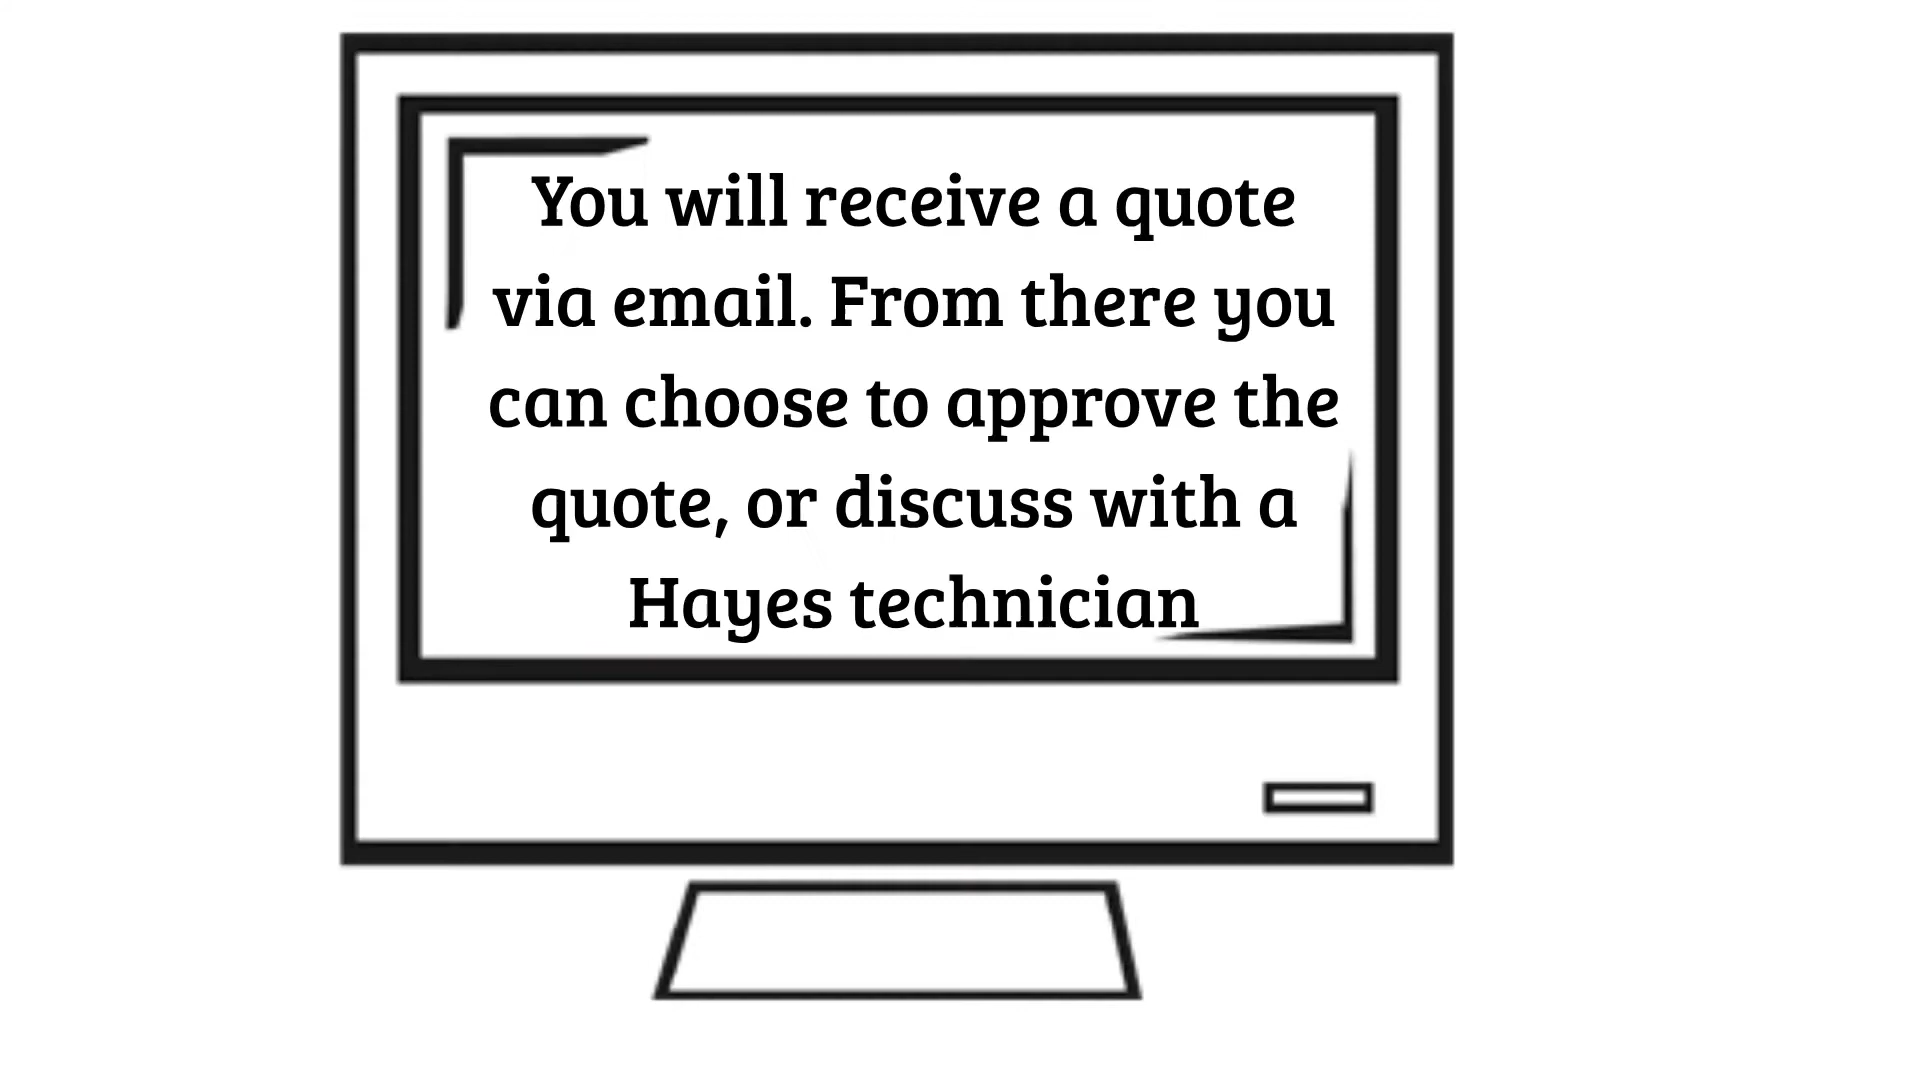 You will receive a quote
via email. From there you
can choose to approve the
quote, or discuss with a
Hayes technician